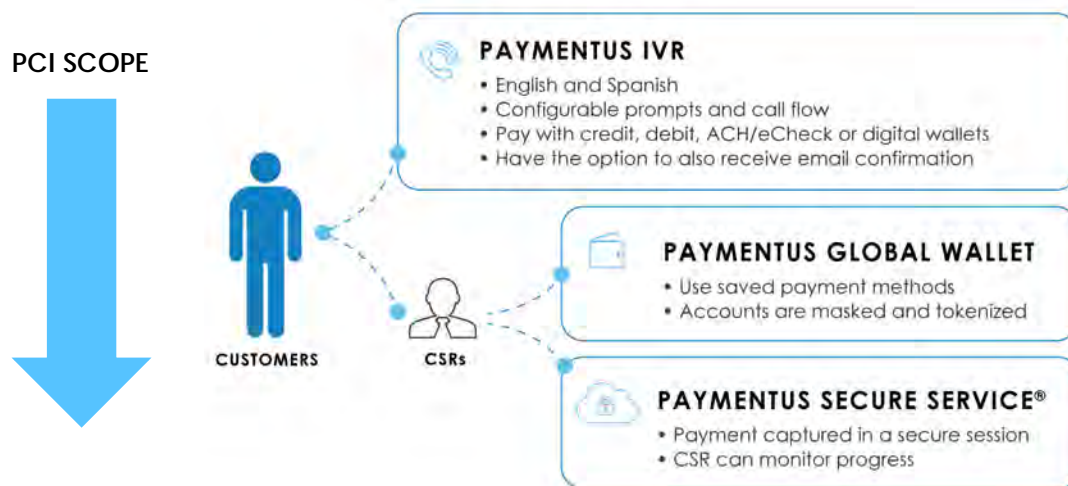 PCI SCOPE
PAYMENTUS IVR
• English and Spanish
• Configurable prompts and call flow
• Pay with credit, debit, ACH/eCheck or digital wallets
• Have the option to also receive email confirmation
PAYMENTUS GLOBAL WALLET
• Use saved payment methods
• Accounts are masked and tokenized
CUSTOMERS
CSRs
PAYMENTUS SECURE SERVICE®
• Payment captured in a secure session
• CSR can monitor progress